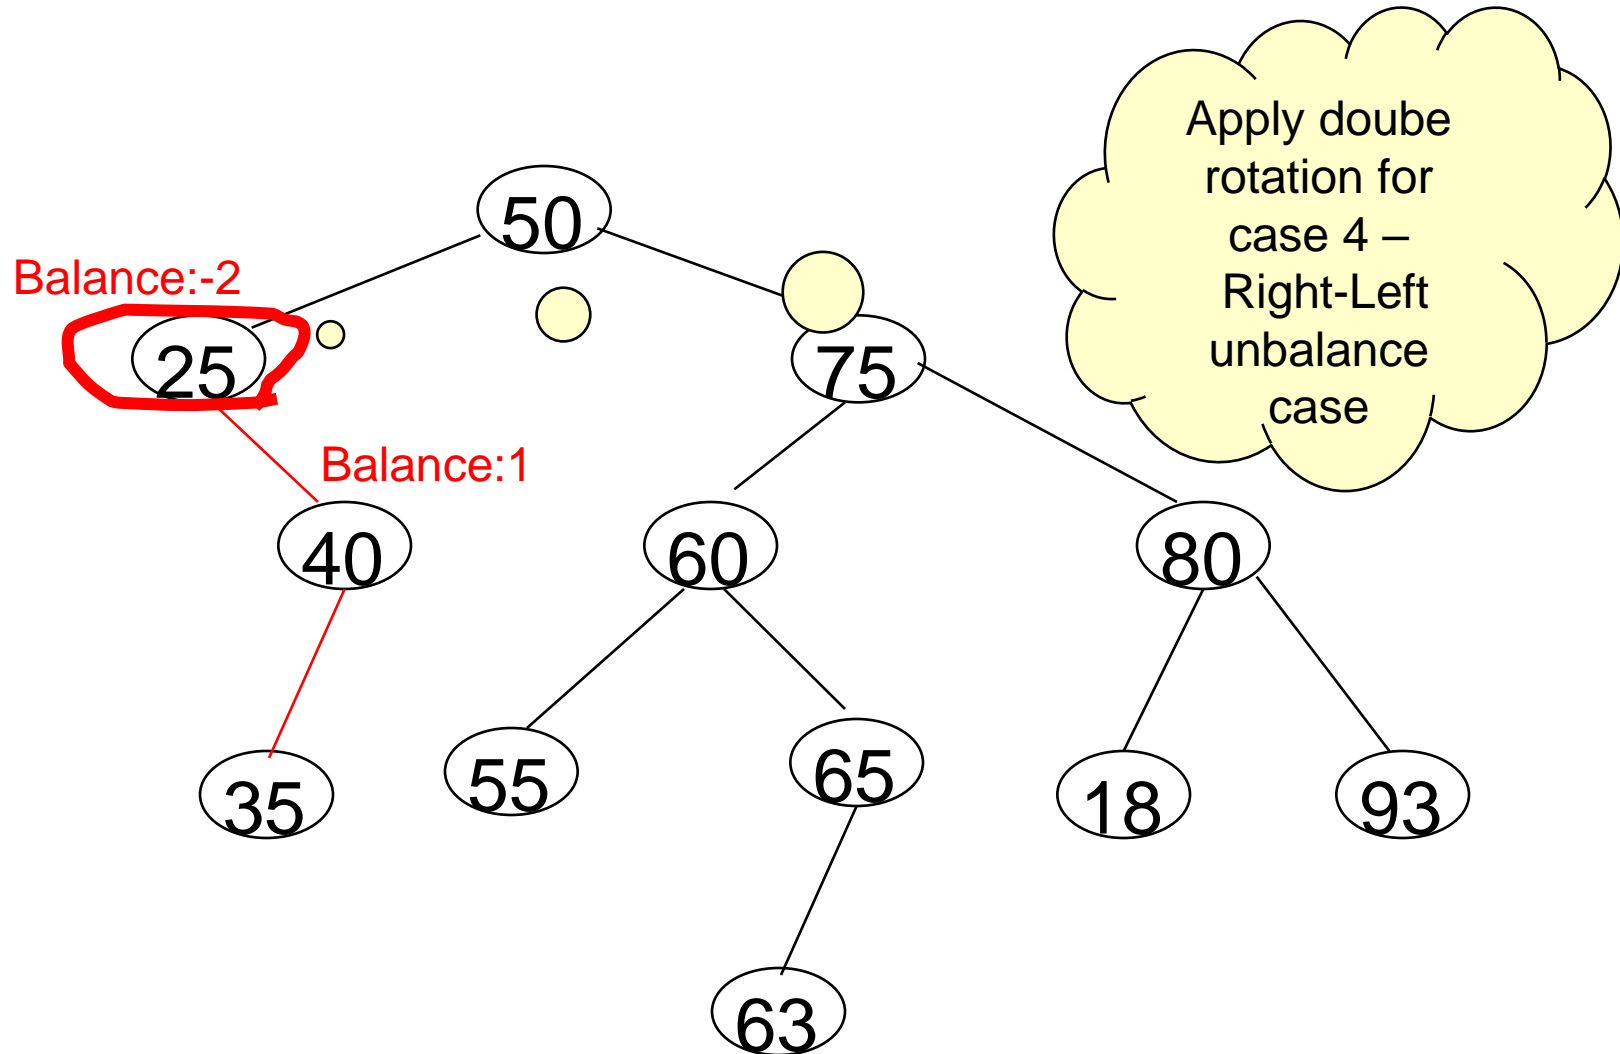 Apply doube
rotation for
case 4 –
Right-Left
unbalance
case
50
Balance:-2
25
75
Balance:1
40
60
80
35
55
65
18
93
63